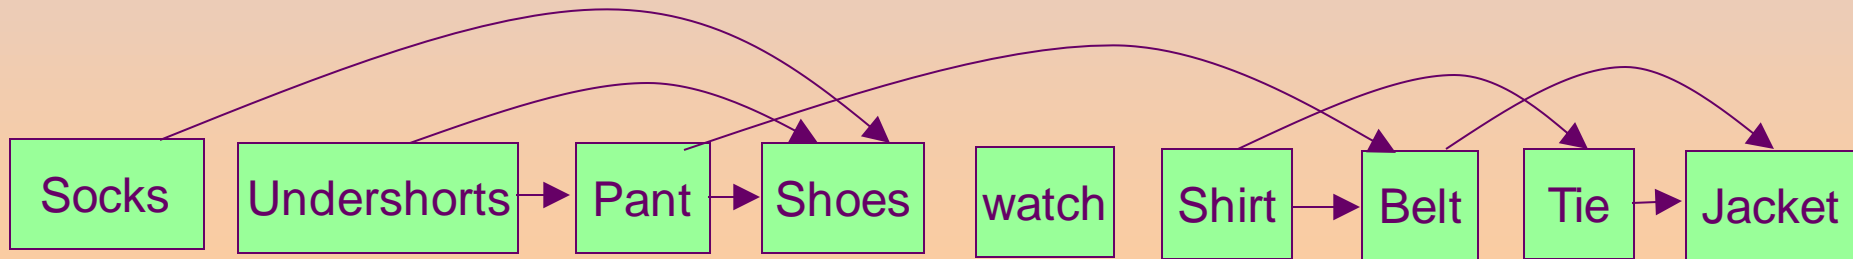 Socks
Undershorts
Pant
Shoes
watch
Shirt
Belt
Tie
Jacket